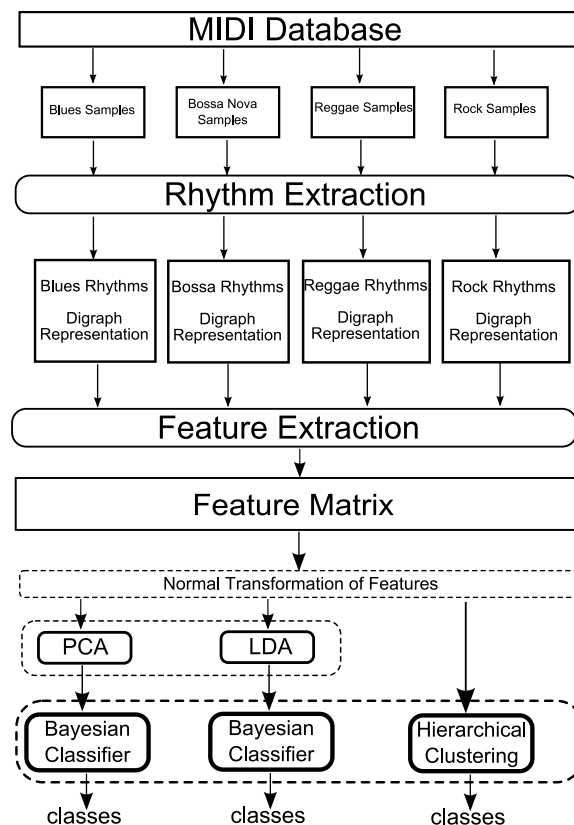 MIDI Database
Blues Samples
Bossa Nova
Samples
Reggae Samples
Rock Samples
Rhythm Extraction
Blues Rhythms
Digraph
Representation
Bossa Rhythms
Digraph
Representation
Reggae Rhythms
Digraph
Representation
Rock Rhythms
Digraph
Representation
Feature Extraction
Feature Matrix
Normal Transformation of Features
PCA
LDA
Bayesian
Classifier
Bayesian
Classifier
Hierarchical
Clustering
classes
classes
classes